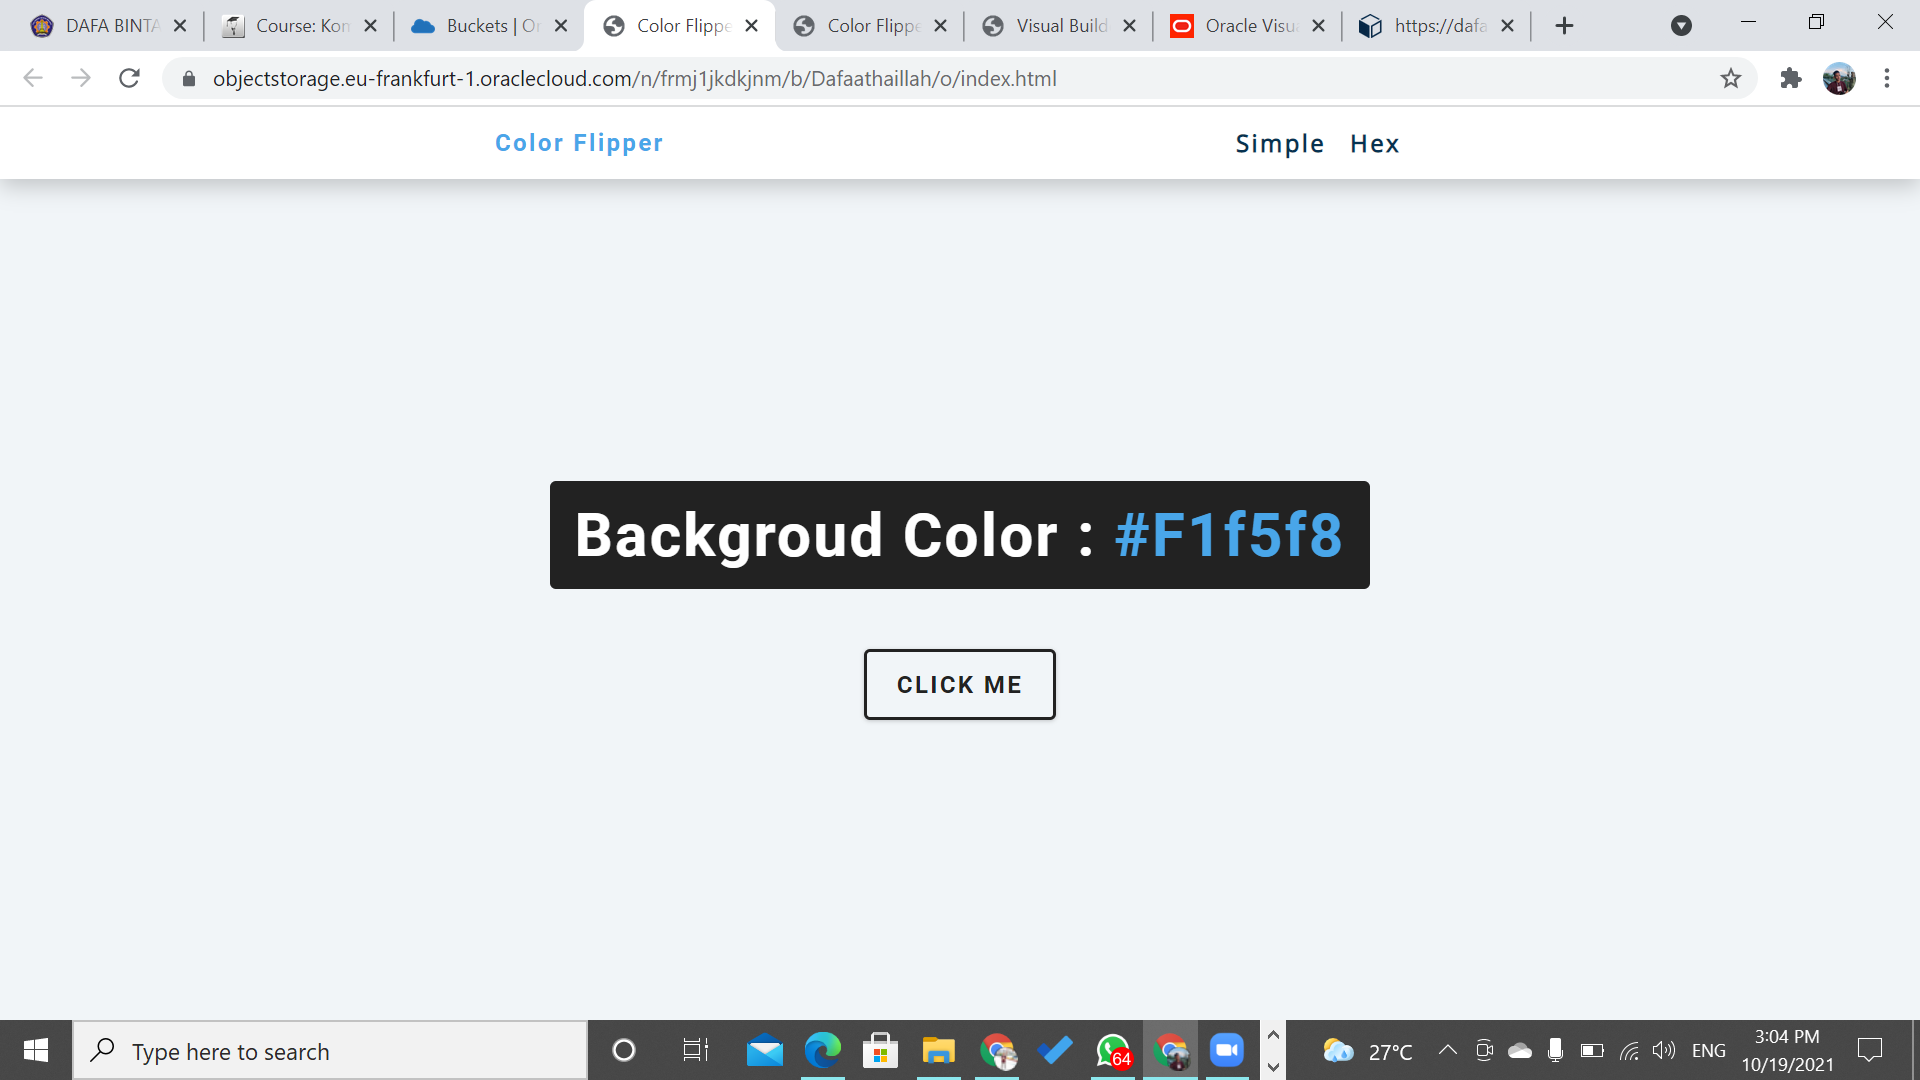 DAFA BINTA
Course: Kon
Buckets | Or
Color Flippe
Color Flippe
Visual Build
Oracle Visua
https://dafa
objectstorage.eu-frankfurt-1.oraclecloud.com/n/frmj1jkdkjnm/b/Dafaathaillah/o/index.html
Color Flipper
Simple Hex
Backgroud Color : #F1f5f8
CLICK ME
Type here to search
64
27°C
ENG
3:04 PM
10/19/2021